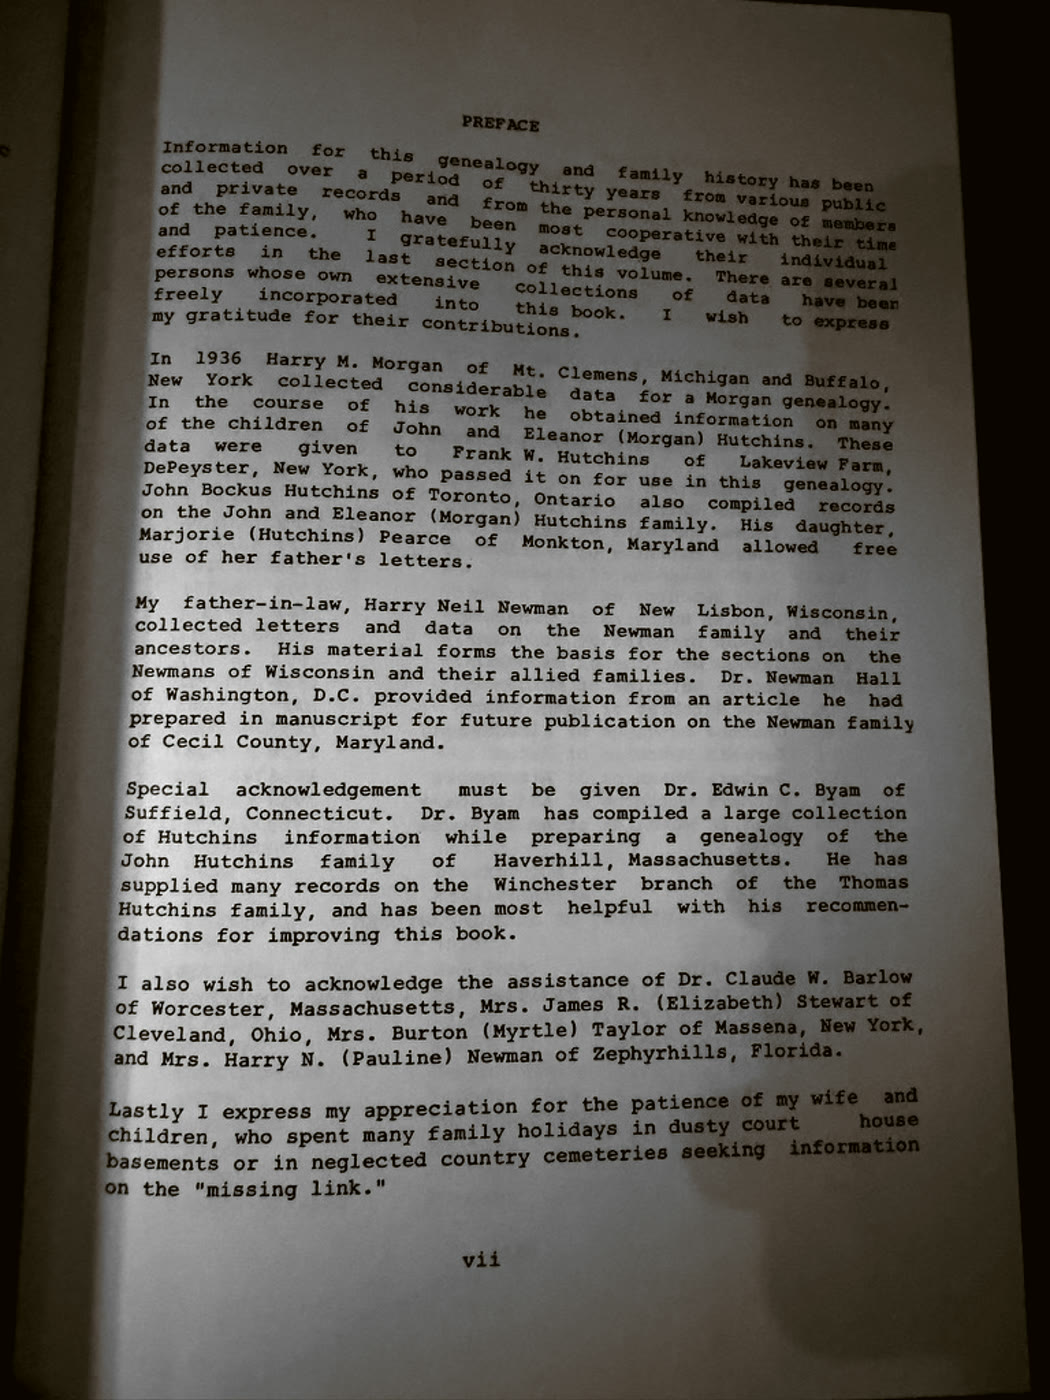 PREFACE
Information for this genealogy and family history has been
collected over a period of thirty years from various public
and private records and from the personal knowledge of members
of the family, who have been most cooperative with their time
and patience. I gratefully acknowledge their individual
efforts in the last section of this volume. There are several
persons whose own extensive collections of data have been
freely incorporated into this book. I wish to express
my gratitude for their contributions.
In 1936 Harry M. Morgan of Mt. Clemens, Michigan and Buffalo,
New York collected considerable data for a Morgan genealogy.
In the course of his work he obtained information on many
of the children of John and Eleanor (Morgan) Hutchins. These
data were given to Frank W. Hutchins of Lakeview Farm,
DePeyster, New York, who passed it on for use in this genealogy.
John Bockus Hutchins of Toronto, Ontario also compiled records
on the John and Eleanor (Morgan) Hutchins family. His daughter,
Marjorie (Hutchins) Pearce of Monkton, Maryland allowed free
use of her father's letters.
My father-in-law, Harry Neil Newman of New Lisbon, Wisconsin,
collected letters and data on the Newman family and their
ancestors. His material forms the basis for the sections on the
Newmans of Wisconsin and their allied families. Dr. Newman Hall
of Washington, D.C. provided information from an article he had
prepared in manuscript for future publication on the Newman family
of Cecil County, Maryland.
Special acknowledgement must be given Dr. Edwin C. Byam of
Suffield, Connecticut. Dr. Byam has compiled a large collection
of Hutchins information while preparing a genealogy of the
John Hutchins family of Haverhill, Massachusetts. He has
supplied many records on the Winchester branch of the Thomas
Hutchins family, and has been most helpful with his recommen-
dations for improving this book.
I also wish to acknowledge the assistance of Dr. Claude W. Barlow
of Worcester, Massachusetts, Mrs. James R. (Elizabeth) Stewart of
Cleveland, Ohio, Mrs. Burton (Myrtle) Taylor of Massena, New York,
and Mrs. Harry N. (Pauline) Newman of Zephyrhills, Florida.
Lastly I express my appreciation for the patience of my wife and
children, who spent many family holidays in dusty court house
basements or in neglected country cemeteries seeking information
on the "missing link."
vii